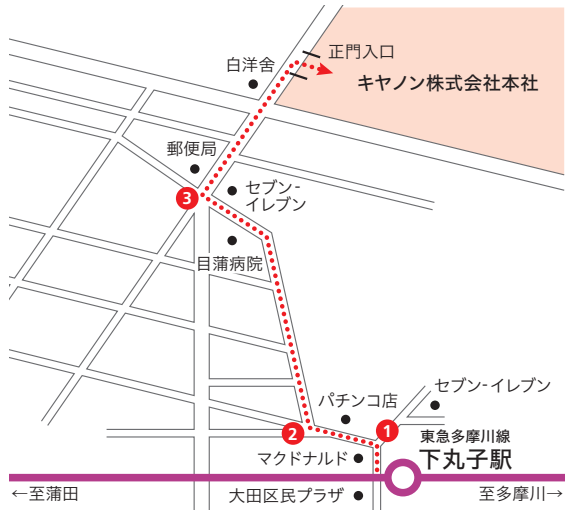 正門入口
白洋舎
キヤノン株式会社本社
郵便局
3
セブン-
イレブン
目蒲病院
セブン-イレブン
パチンコ店
1
2
東急多摩川線
マクドナルド
下丸子駅
←至蒲田
大田区民プラザ
至多摩川→